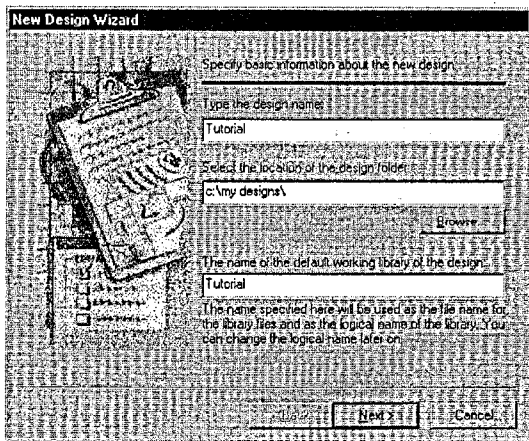 New Design Wizard
Specify basic information about the new design.
Type the design name:
Tutorial
Select the location of the design folder:
c:\my designs\
Browse...
The name of the default working library of the design:
Tutorial
The name specified here will be used as the file name for
the library files and as the logical name of the library. You
can change the logical name later on.
Next >
Cancel